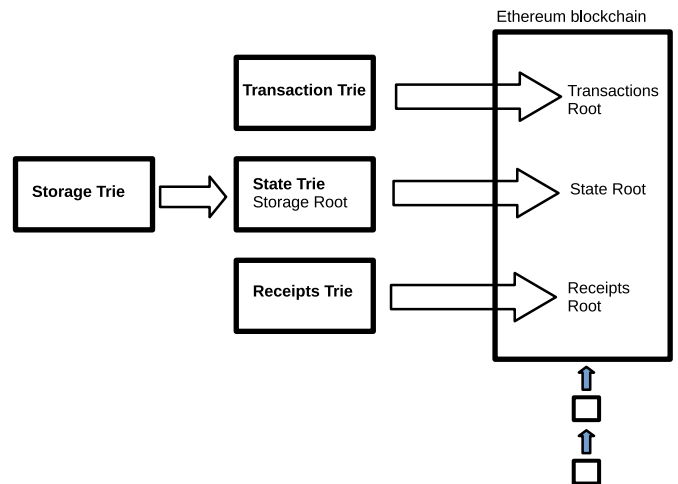 Ethereum blockchain
Transaction Trie
Transactions
Root
Storage Trie
State Trie
Storage Root
State Root
Receipts Trie
Receipts
Root